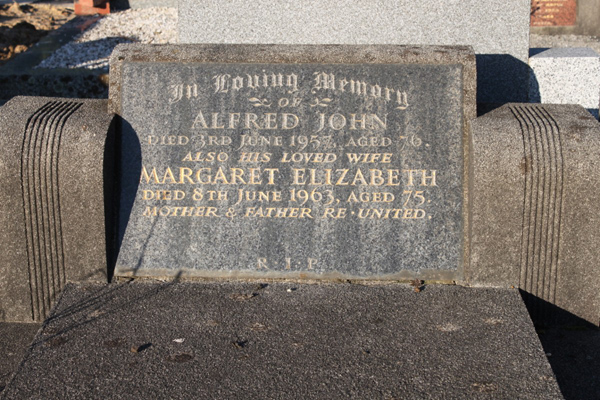 In Loving Memory
OF
ALFRED JOHN
DIED 3RD JUNE 1957, AGED 76.
ALSO HIS LOVED WIFE
MARGARET ELIZABETH
DIED 8TH JUNE 1963, AGED 75.
MOTHER & FATHER RE-UNITED.
R.I.P.